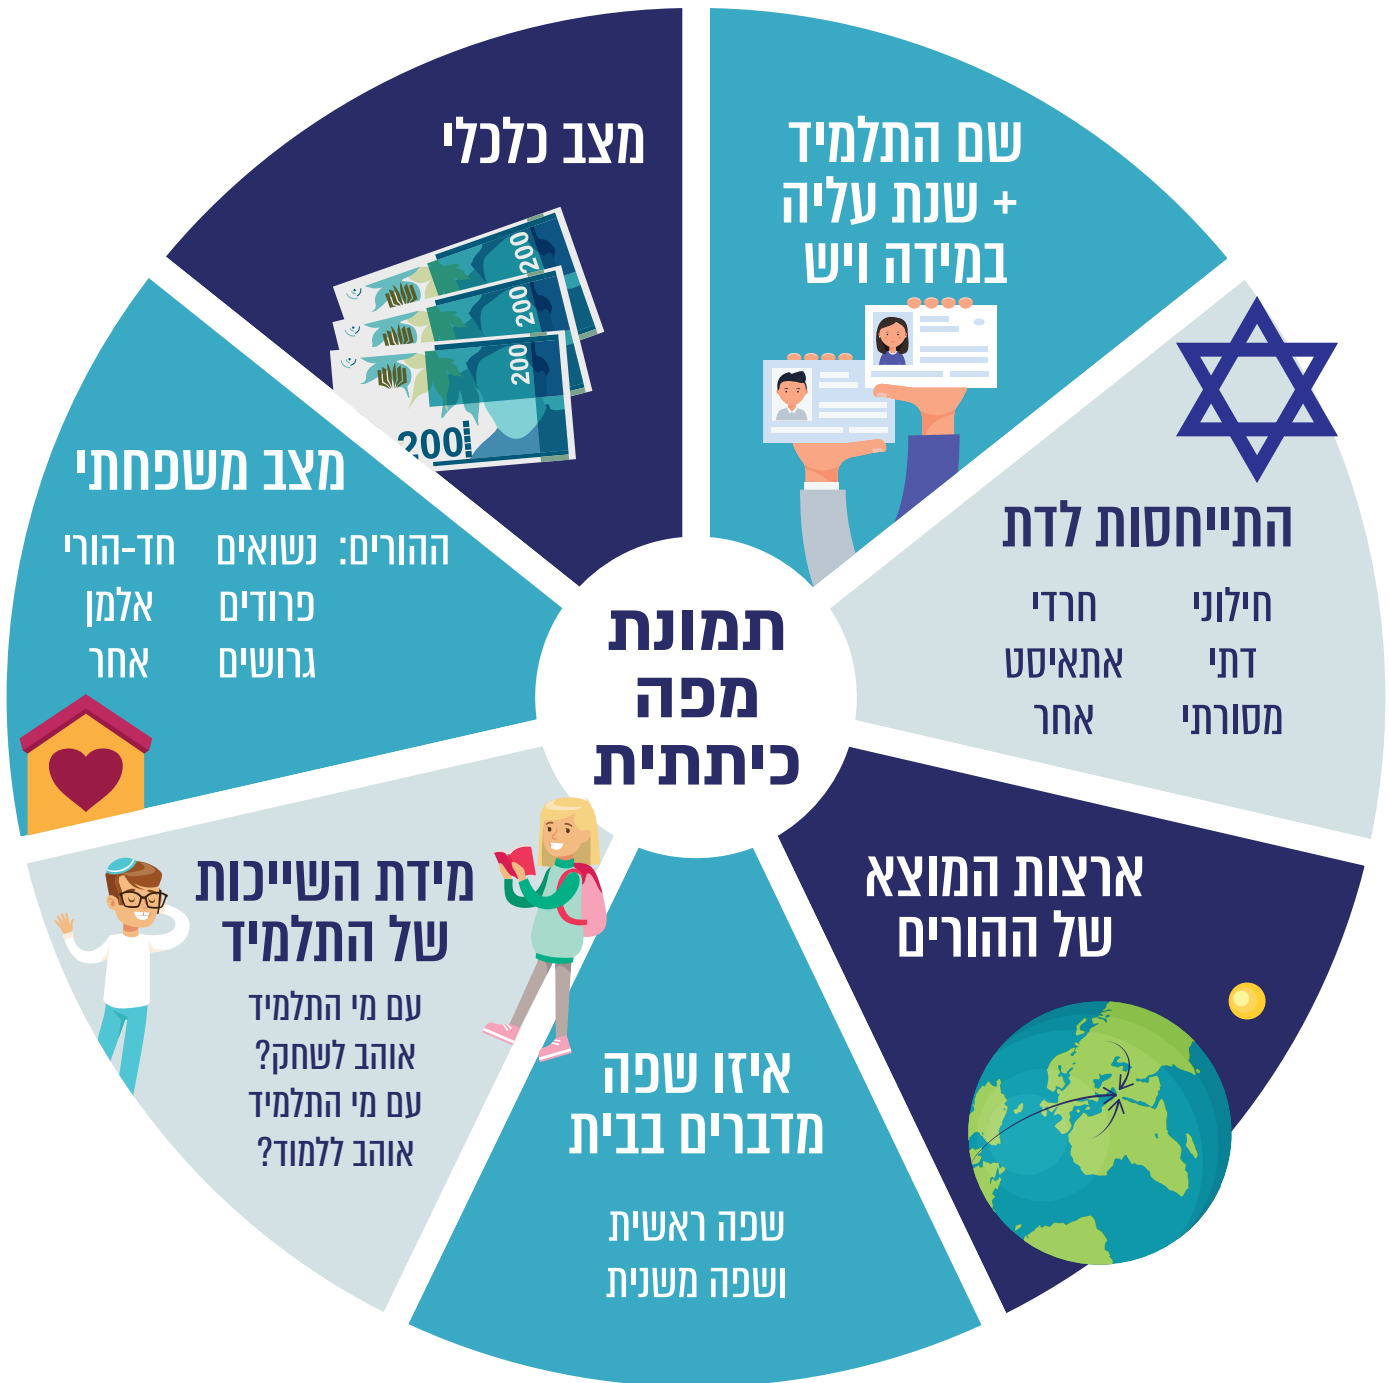 תמונת
מפה
כיתתית
שם התלמיד
+ שנת עליה
במידה ויש
התייחסות לדת
חילוני חרדי
דתי אתאיסט
מסורתי אחר
ארצות המוצא
של ההורים
איזו שפה
מדברים בבית
שפה ראשית
ושפה משנית
מידת השייכות
של התלמיד
עם מי התלמיד
אוהב לשחק?
עם מי התלמיד
אוהב ללמוד?
מצב משפחתי
ההורים: נשואים חד-הורי
פרודים אלמן
גרושים אחר
מצב כלכלי
200
200
200
200